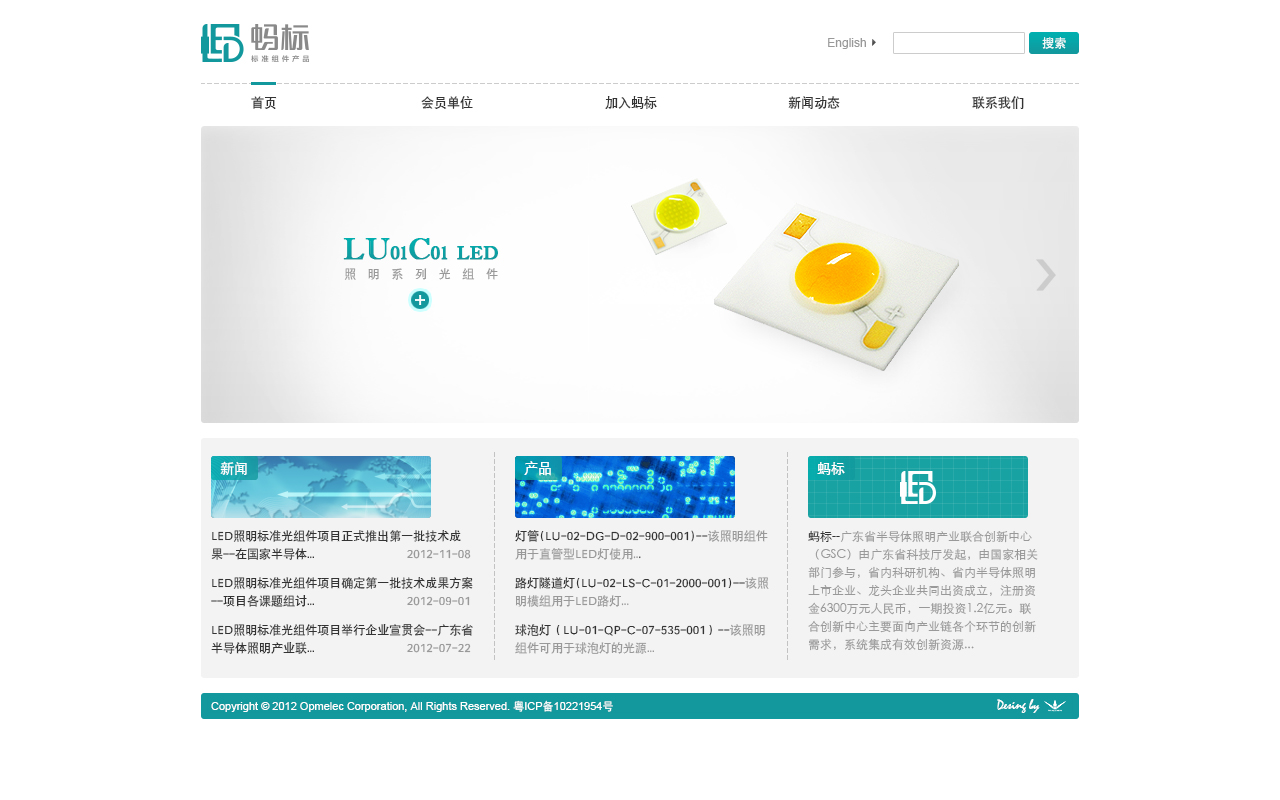 LED 蚂标
标准组件产品
English
搜索
首页 会员单位 加入蚂标 新闻动态 联系我们
LU01C01 LED
照明系列光组件
新闻
LED照明标准光组件项目正式推出第一批技术成
果--在国家半导体... 2012-11-08
LED照明标准光组件项目确定第一批技术成果方案
--项目各课题组讨... 2012-09-01
LED照明标准光组件项目举行企业宣贯会--广东省
半导体照明产业联... 2012-07-22
产品
灯管(LU-02-DG-D-02-900-001)--该照明组件
用于直管型LED灯使用...
路灯隧道灯(LU-02-LS-C-01-2000-001)--该照
明模组用于LED路灯...
球泡灯（LU-01-QP-C-07-535-001）--该照明
组件可用于球泡灯的光源...
蚂标
LED
蚂标--广东省半导体照明产业联合创新中心
（GSC）由广东省科技厅发起，由国家相关
部门参与，省内科研机构、省内半导体照明
上市企业、龙头企业共同出资成立，注册资
金6300万元人民币，一期投资1.2亿元。联
合创新中心主要面向产业链各个环节的创新
需求，系统集成有效创新资源...
Copyright © 2012 Opmelec Corporation, All Rights Reserved. 粤ICP备10221954号
Desing by